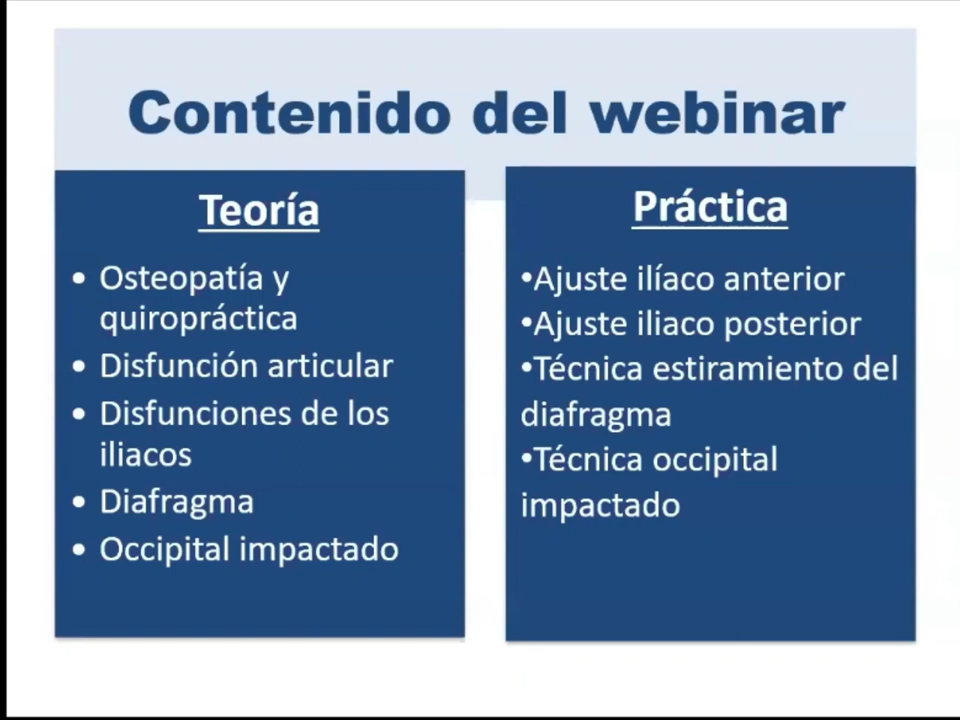 Contenido del webinar
Teoría
• Osteopatía y
quiropráctica
• Disfunción articular
• Disfunciones de los
iliacos
• Diafragma
• Occipital impactado
Práctica
•Ajuste ilíaco anterior
•Ajuste iliaco posterior
•Técnica estiramiento del
diafragma
•Técnica occipital
impactado